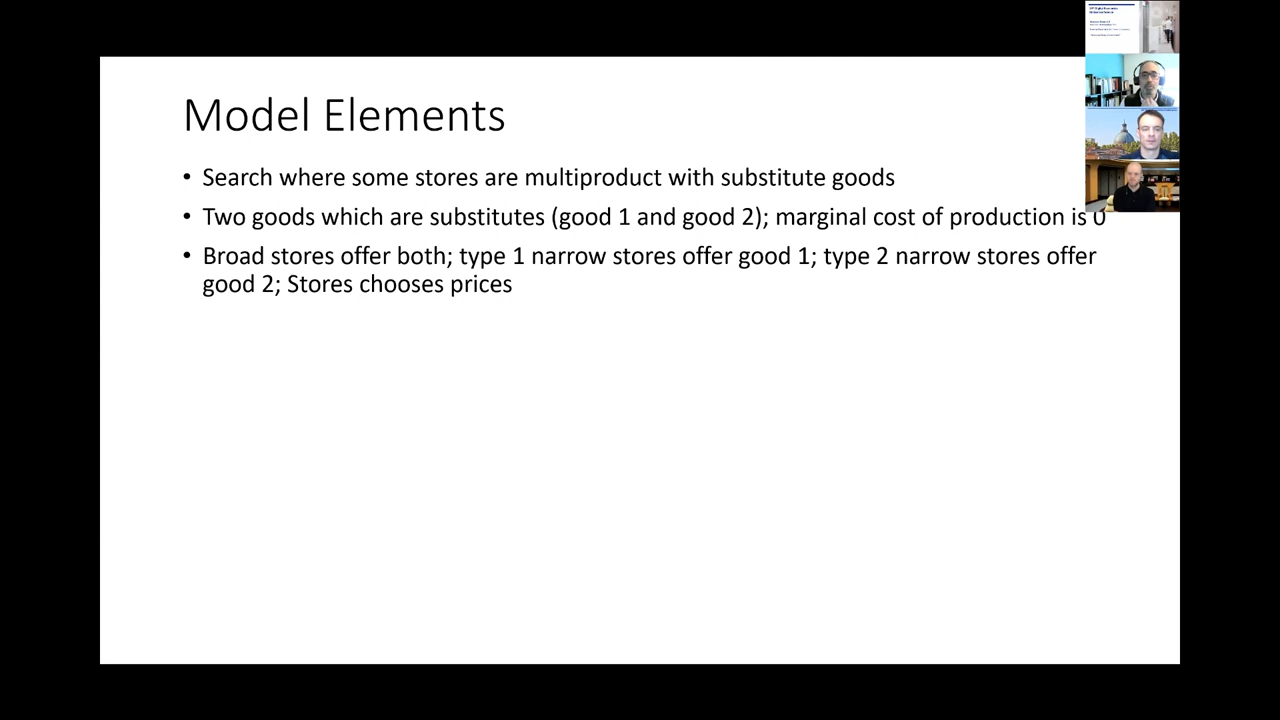 Model Elements
• Search where some stores are multiproduct with substitute goods
• Two goods which are substitutes (good 1 and good 2); marginal cost of production is 0
• Broad stores offer both; type 1 narrow stores offer good 1; type 2 narrow stores offer
good 2; Stores chooses prices